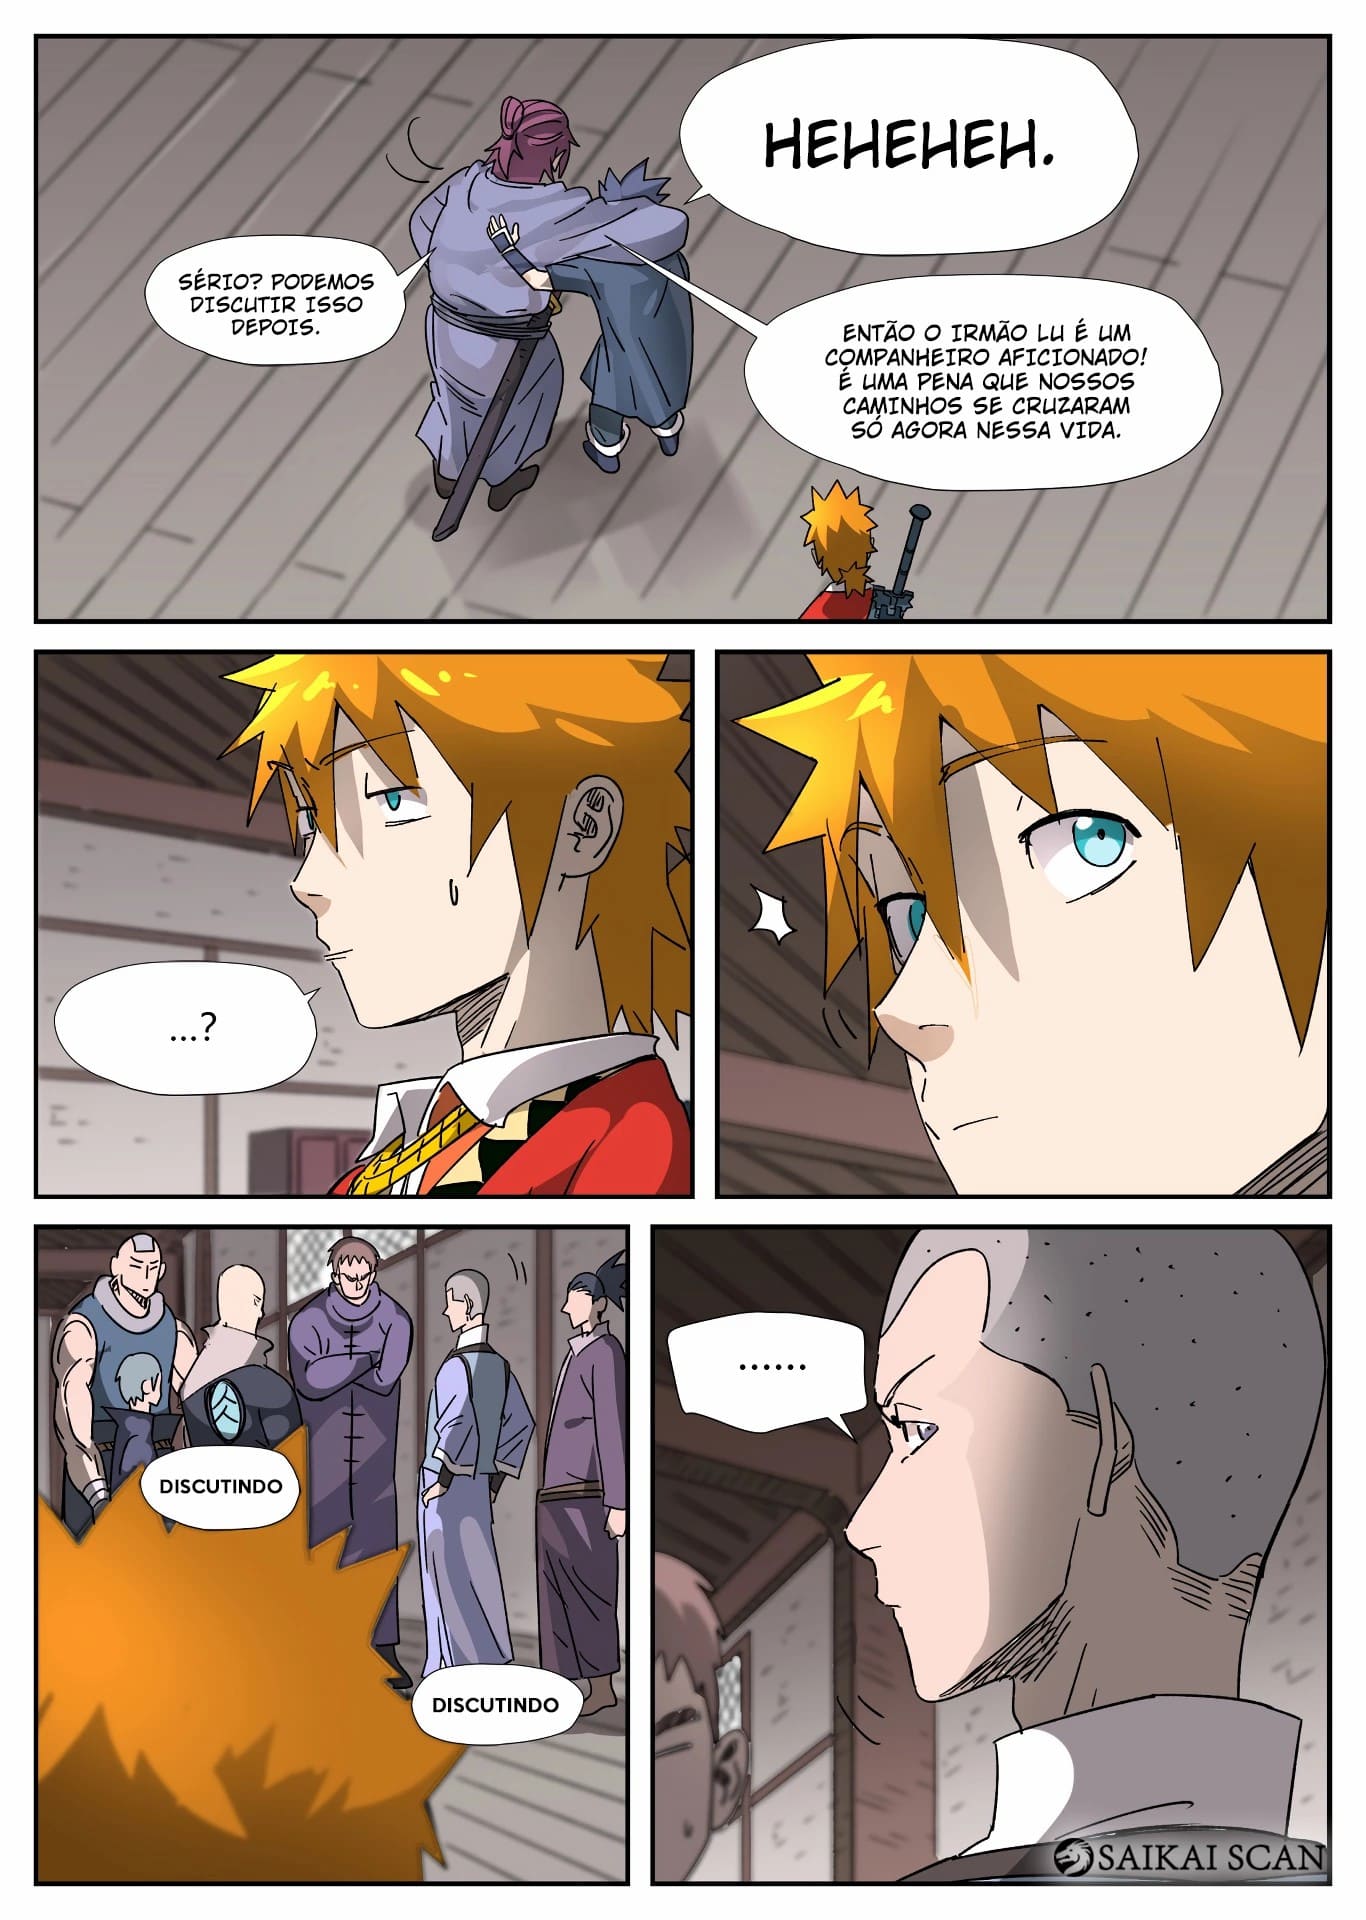 HEHEHEH.
SÉRIO? PODEMOS
DISCUTIR ISSO
DEPOIS.
ENTÃO O IRMÃO LU É UM
COMPANHEIRO AFICIONADO!
É UMA PENA QUE NOSSOS
CAMINHOS SE CRUZARAM
SÓ AGORA NESSA VIDA.
...?
DISCUTINDO
DISCUTINDO
......
SAIKAI SCAN